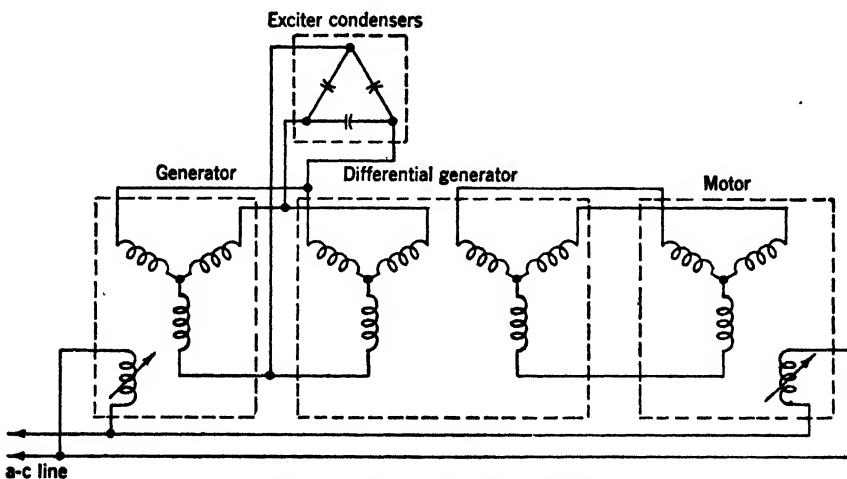 Exciter condensers
Generator
Differential generator
Motor
a-c line